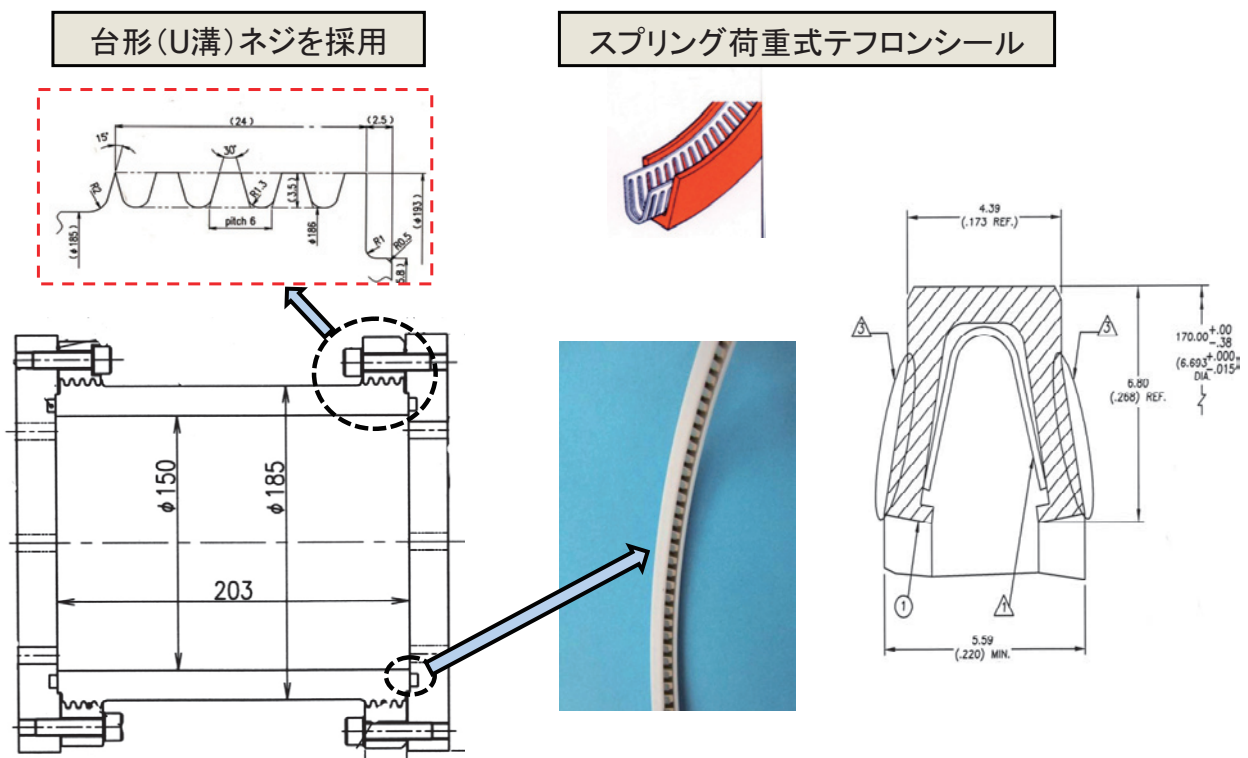 台形(U溝)ネジを採用
スプリング荷重式テフロンシール
(24)
(2.5)
15°
30°
R1.3
(3.5)
pitch 6
φ186
(φ185)
(φ193)
R1
R0.5
φ150
φ185
203
4.39
(.173 REF.)
3
3
170.00 +.00 -.38
(6.693 +.000 -.015)
DIA.
6.80
(.268) REF.
1
1
5.59
(.220) MIN.